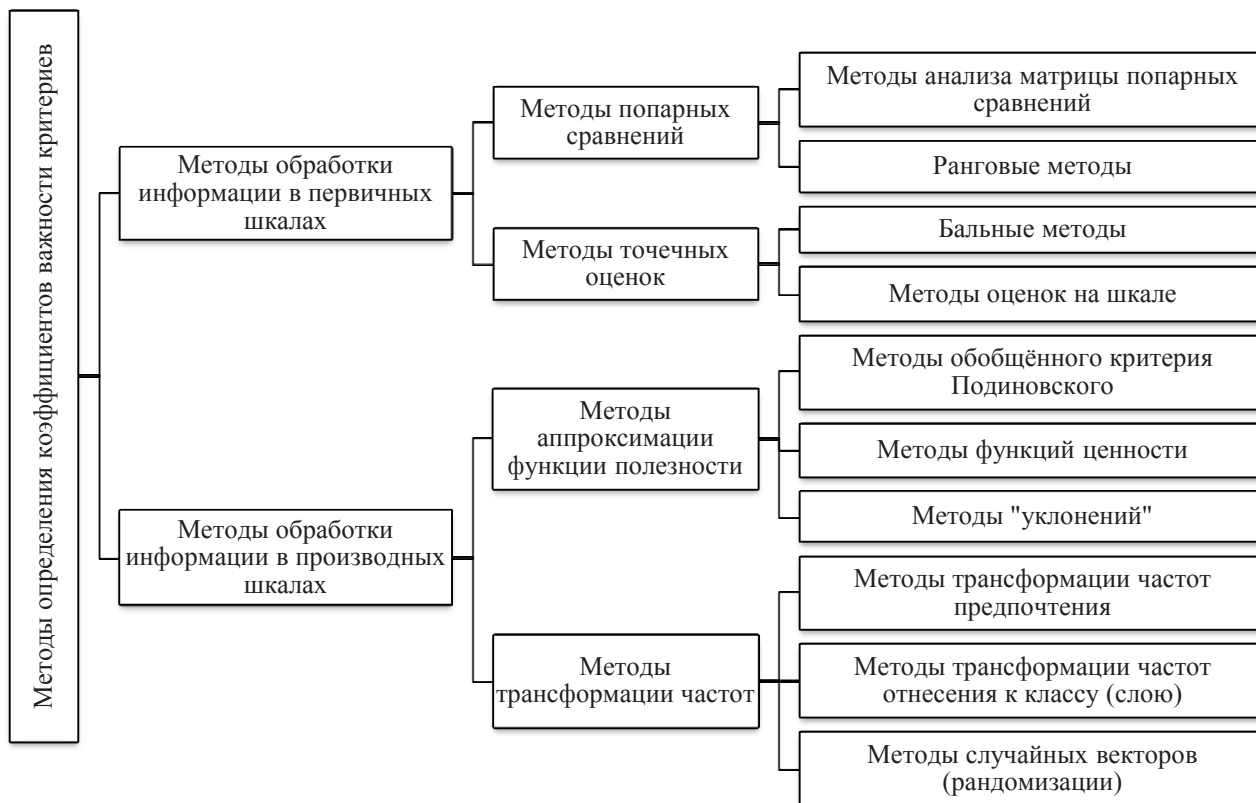 Методы определения коэффициентов важности критериев
Методы обработки
информации в первичных
шкалах
Методы попарных
сравнений
Методы анализа матрицы попарных
сравнений
Ранговые методы
Методы точечных
оценок
Бальные методы
Методы оценок на шкале
Методы обработки
информации в производных
шкалах
Методы
аппроксимации
функции полезности
Методы обобщённого критерия
Подиновского
Методы функций ценности
Методы "уклонений"
Методы
трансформации частот
Методы трансформации частот
предпочтения
Методы трансформации частот
отнесения к классу (слою)
Методы случайных векторов
(рандомизации)